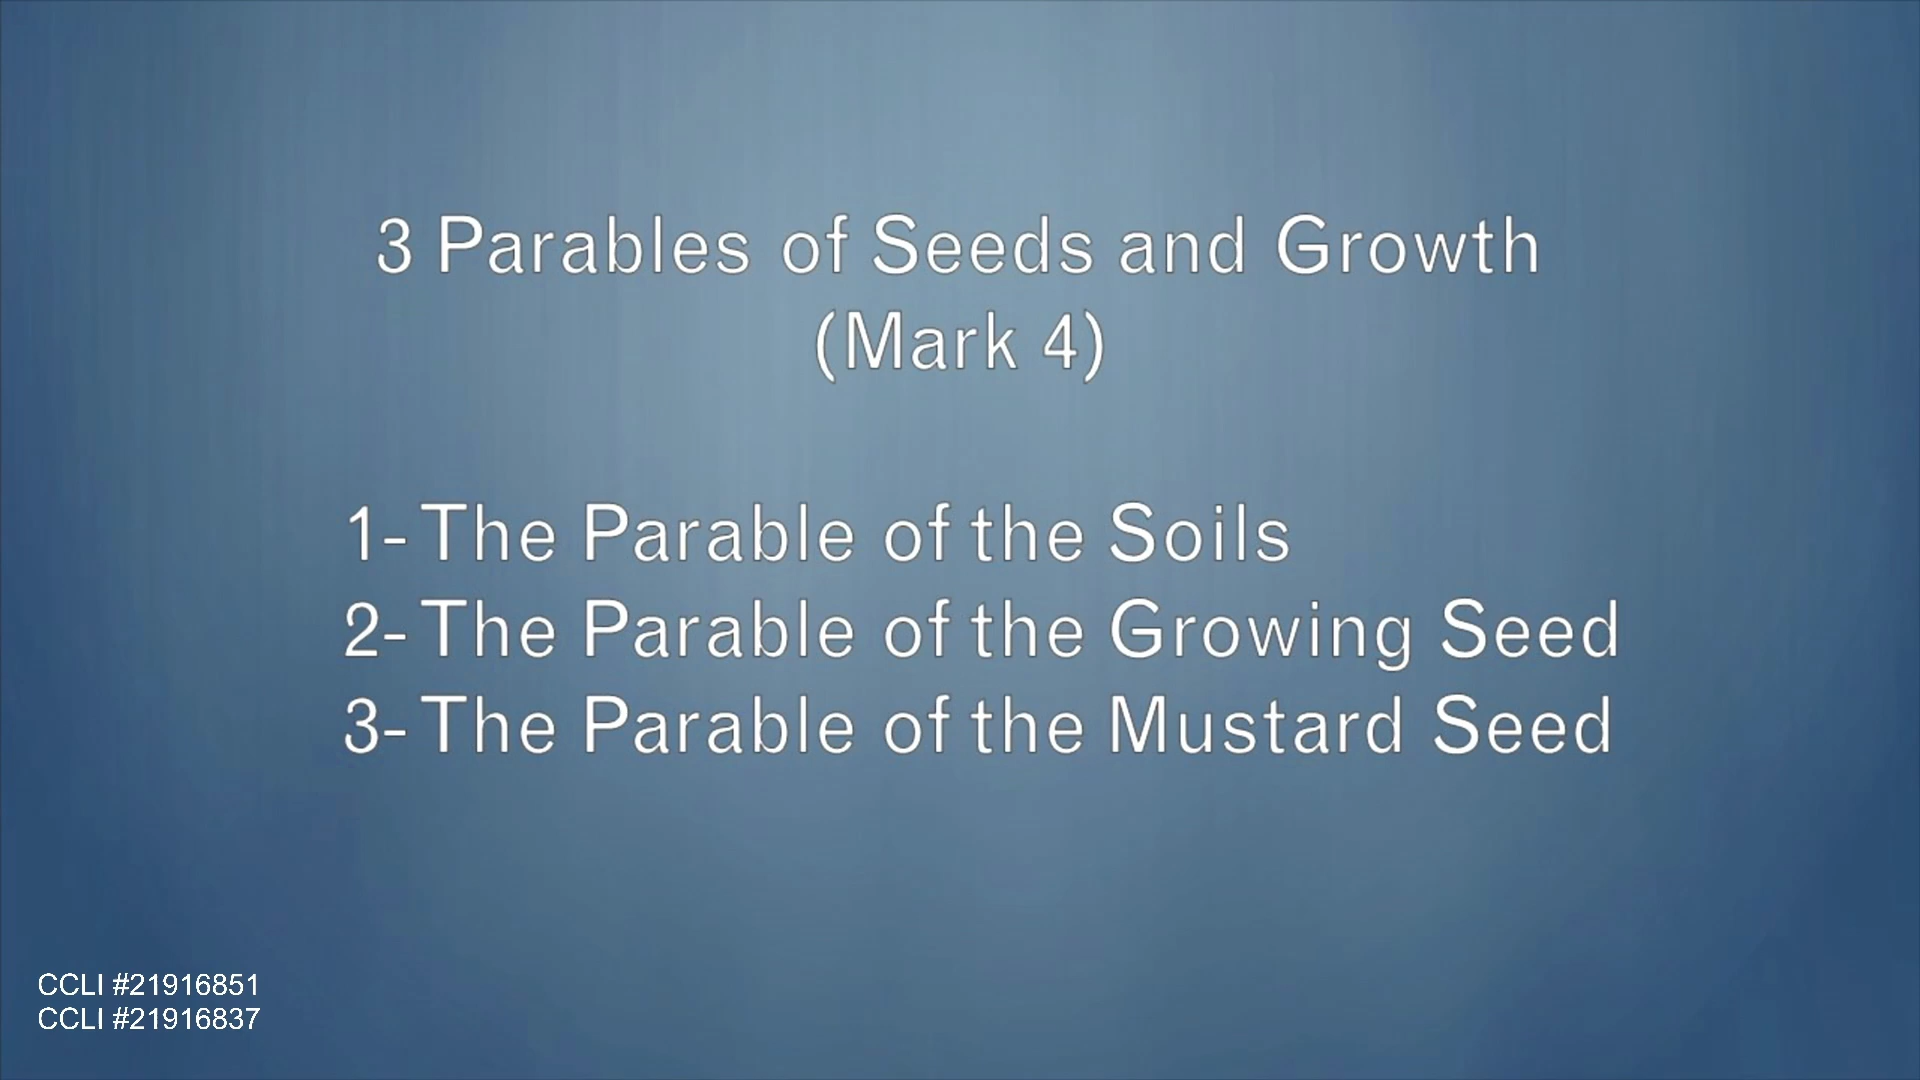 3 Parables of Seeds and Growth
(Mark 4)
1- The Parable of the Soils
2- The Parable of the Growing Seed
3- The Parable of the Mustard Seed
CCLI #21916851
CCLI #21916837